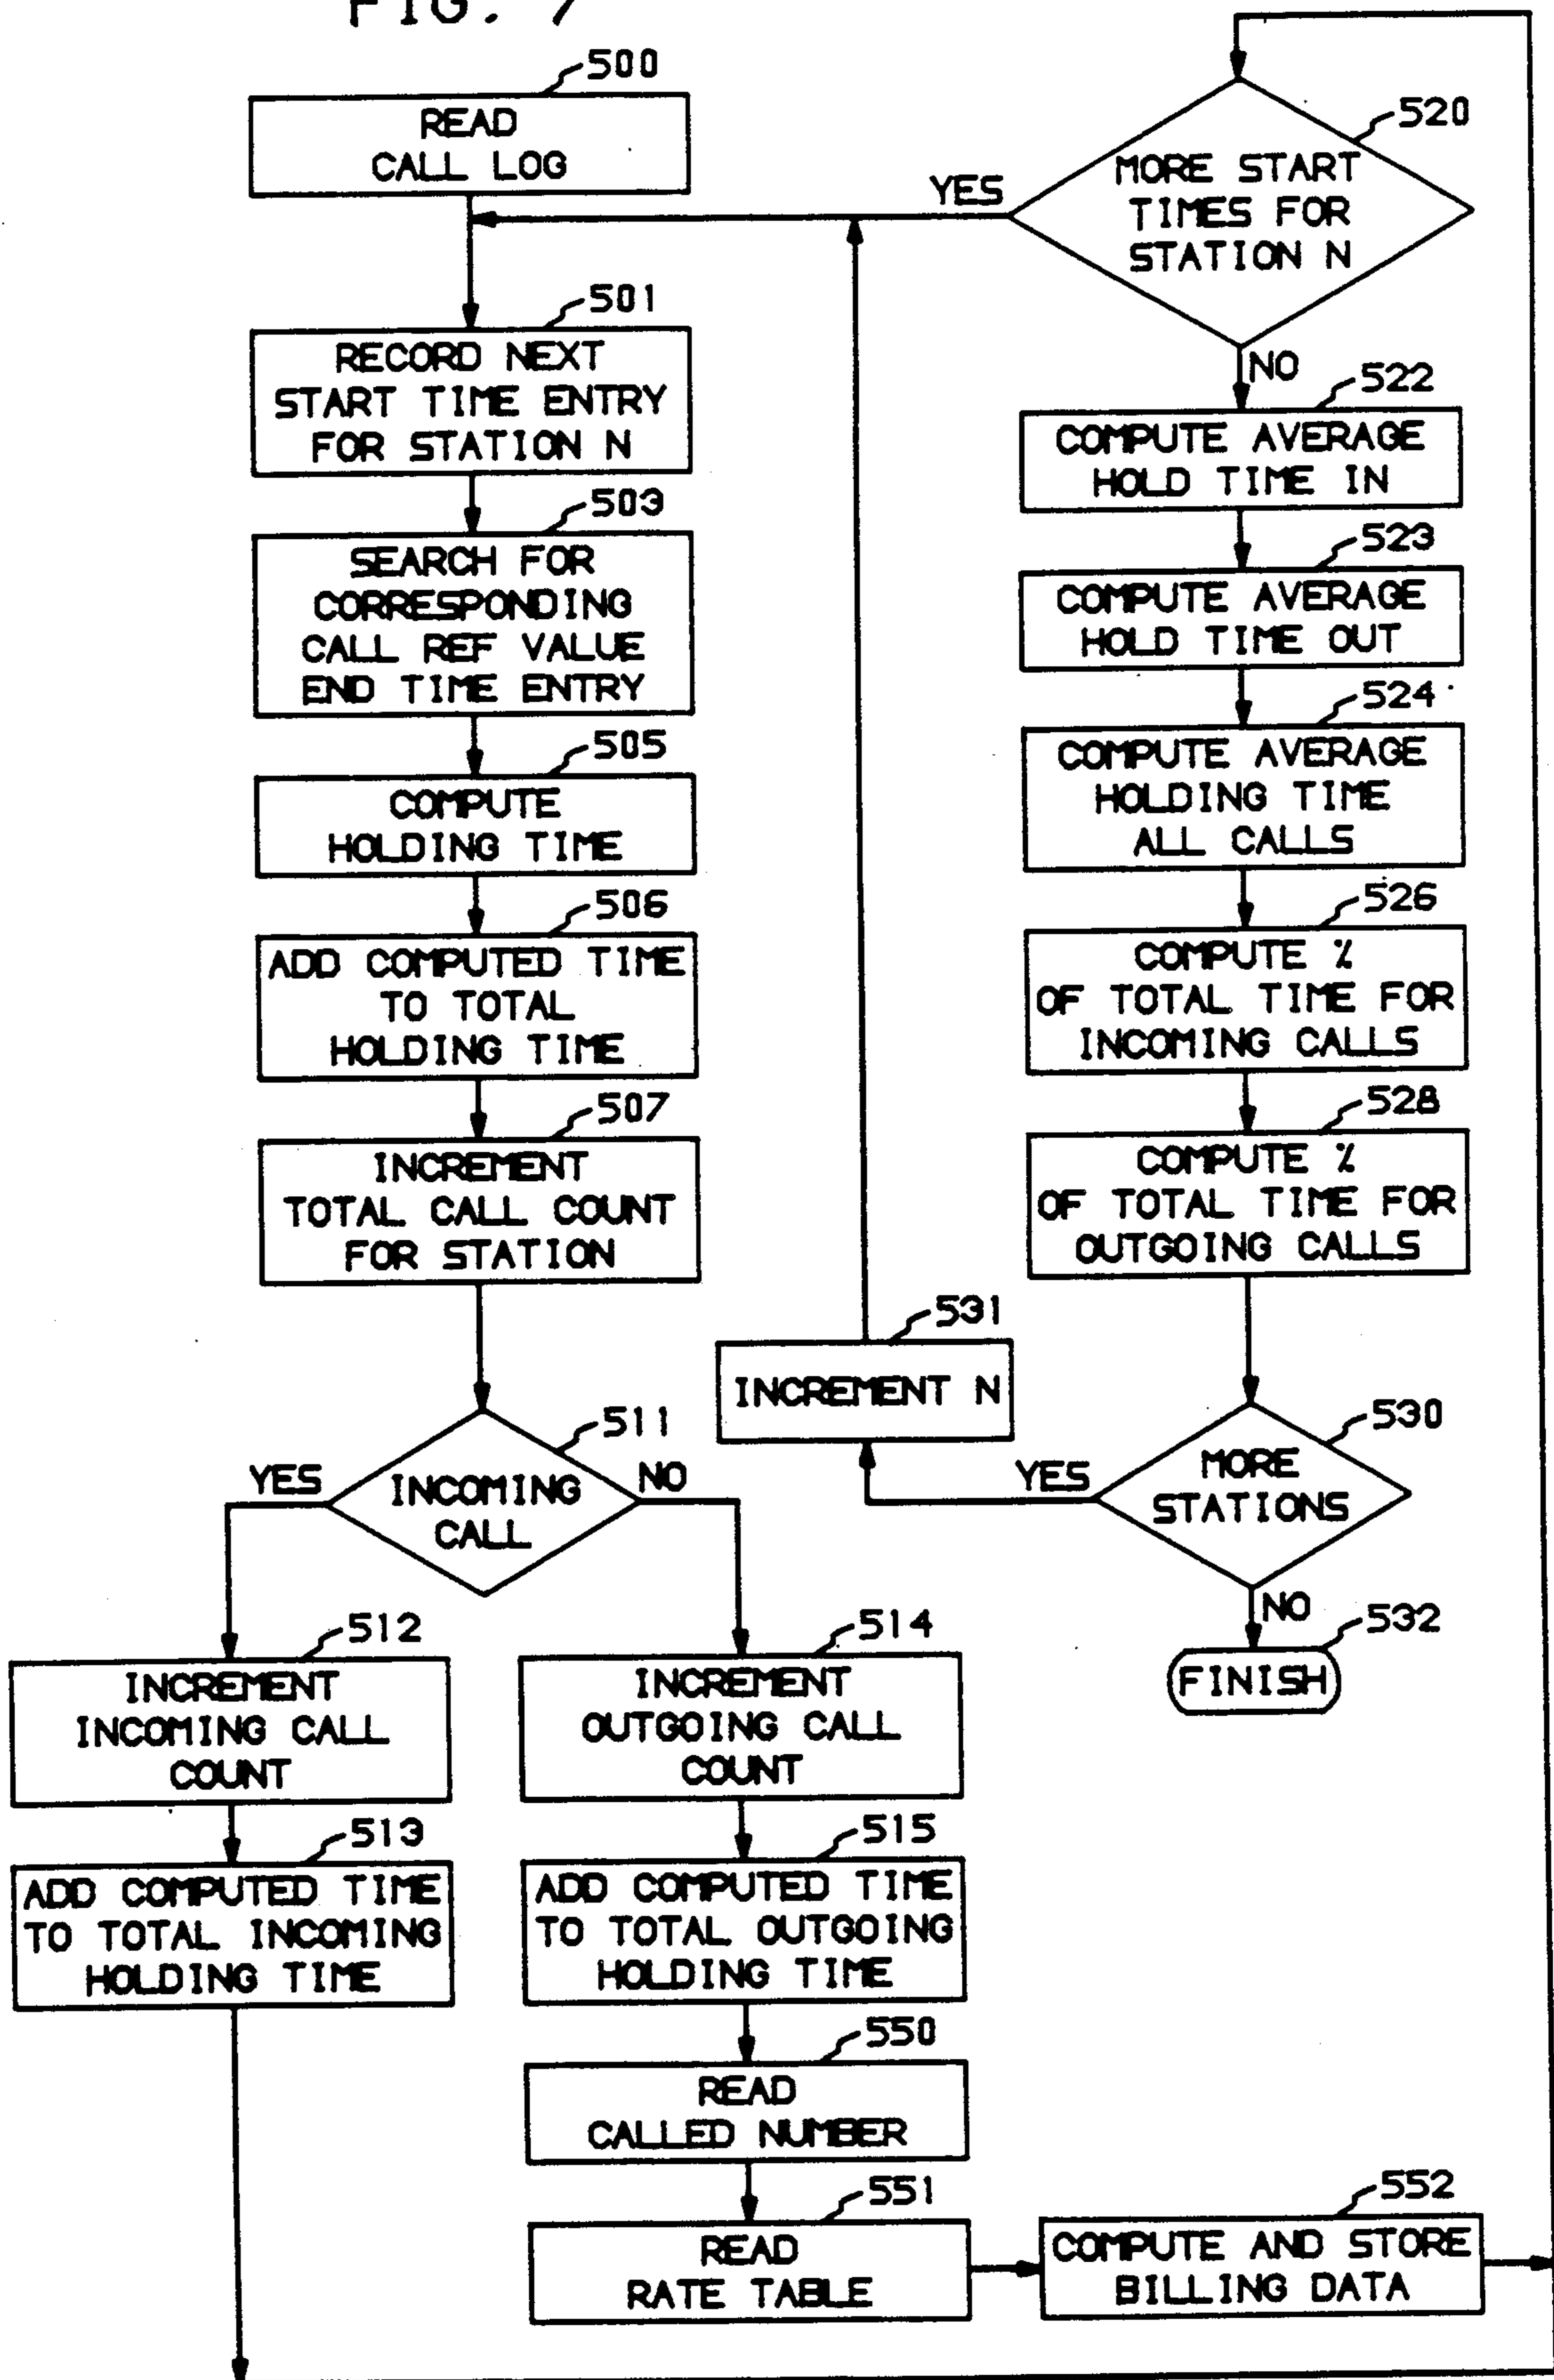 FIG. 7
500
READ
CALL LOG
501
RECORD NEXT
START TIME ENTRY
FOR STATION N
503
SEARCH FOR
CORRESPONDING
CALL REF VALUE
END TIME ENTRY
505
COMPUTE
HOLDING TIME
506
ADD COMPUTED TIME
TO TOTAL
HOLDING TIME
507
INCREMENT
TOTAL CALL COUNT
FOR STATION
511
YES
INCOMING
CALL
NO
512
INCREMENT
INCOMING CALL
COUNT
513
ADD COMPUTED TIME
TO TOTAL INCOMING
HOLDING TIME
514
INCREMENT
OUTGOING CALL
COUNT
515
ADD COMPUTED TIME
TO TOTAL OUTGOING
HOLDING TIME
550
READ
CALLED NUMBER
551
READ
RATE TABLE
552
COMPUTE AND STORE
BILLING DATA
520
YES
MORE START
TIMES FOR
STATION N
NO
522
COMPUTE AVERAGE
HOLD TIME IN
523
COMPUTE AVERAGE
HOLD TIME OUT
524
COMPUTE AVERAGE
HOLDING TIME
ALL CALLS
526
COMPUTE %
OF TOTAL TIME FOR
INCOMING CALLS
528
COMPUTE %
OF TOTAL TIME FOR
OUTGOING CALLS
531
INCREMENT N
530
YES
MORE
STATIONS
NO
532
FINISH